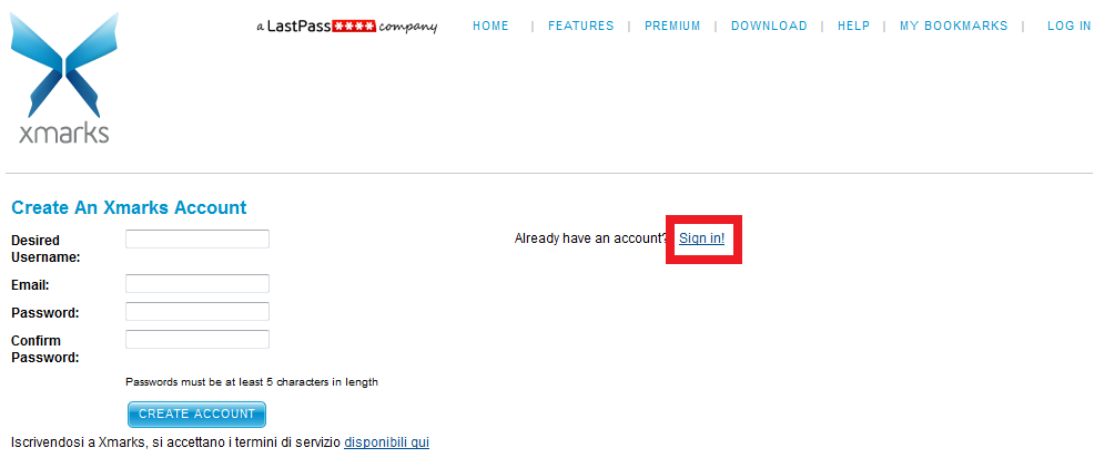 a LastPass**** company HOME | FEATURES | PREMIUM | DOWNLOAD | HELP | MY BOOKMARKS | LOG IN
xmarks
Create An Xmarks Account
Desired
Username:
Already have an account? Sign in!
Email:
Password:
Confirm
Password:
Passwords must be at least 5 characters in length
CREATE ACCOUNT
Iscrivendosi a Xmarks, si accettano i termini di servizio disponibili qui